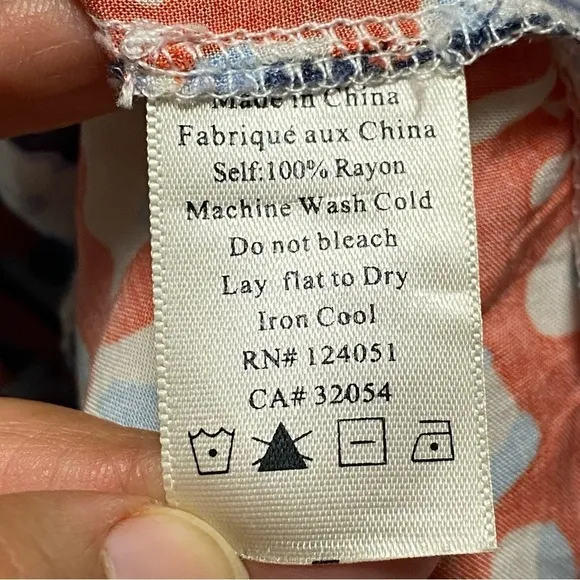 Made in China
Fabriqué aux China
Self:100% Rayon
Machine Wash Cold
Do not bleach
Lay flat to Dry
Iron Cool
RN# 124051
CA# 32054